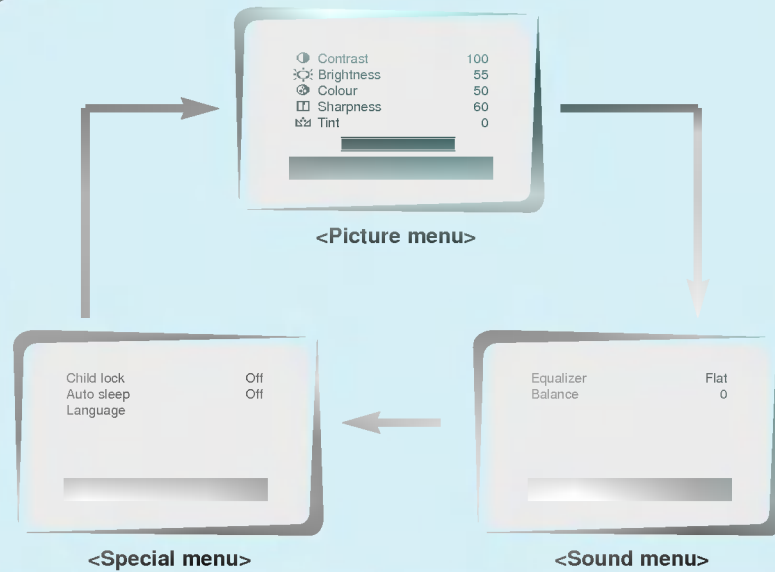 Contrast 100
Brightness 55
Colour 50
Sharpness 60
Tint 0
<Picture menu>
Child lock Off
Auto sleep Off
Language
<Special menu>
Equalizer Flat
Balance 0
<Sound menu>